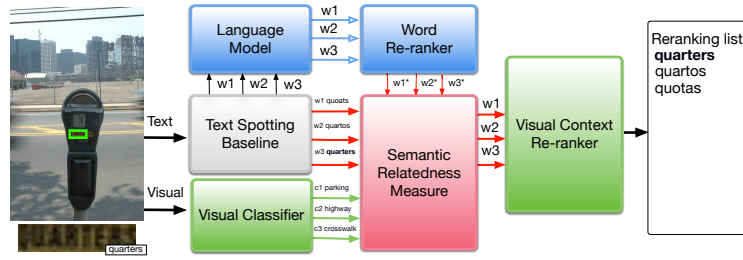 Language
Model
w1
w2
w3
Word
Re-ranker
w1 w2 w3
w1* w2* w3*
Text
Text Spotting
Baseline
w1 quoats
w2 quartos
w3 quarters
Semantic
Relatedness
Measure
w1
w2
w3
Visual Context
Re-ranker
Reranking list
quarters
quartos
quotas
Visual
Visual Classifier
c1 parking
c2 highway
c3 crosswalk
QUARTERS
quarters